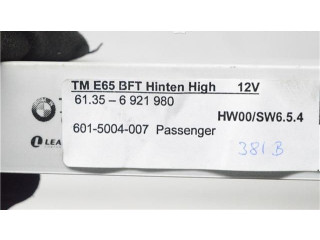 TM E65 BFT Hinten High 12V
61.35 - 6 921 980
HW00/SW6.5.4
601-5004-007 Passenger
381 B